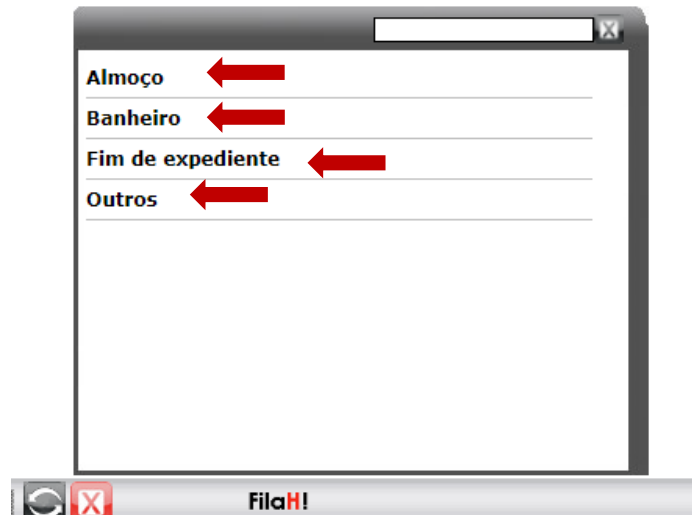 X
Almoço
Banheiro
Fim de expediente
Outros
X
FilaH!